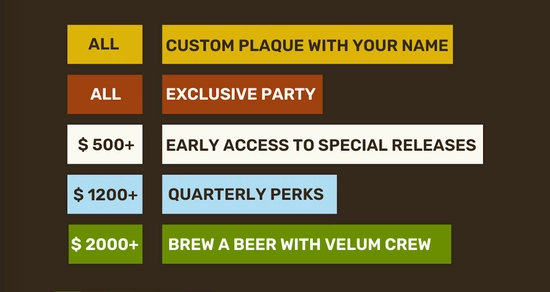 ALL CUSTOM PLAQUE WITH YOUR NAME
ALL EXCLUSIVE PARTY
$ 500+ EARLY ACCESS TO SPECIAL RELEASES
$ 1200+ QUARTERLY PERKS
$ 2000+ BREW A BEER WITH VELUM CREW